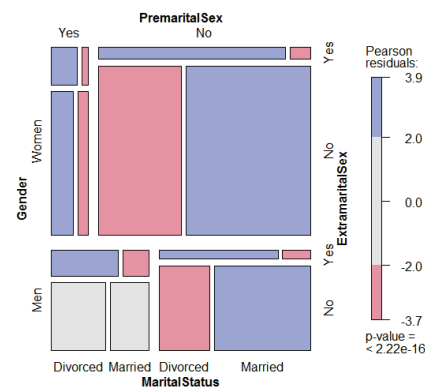 PremaritalSex
Yes No
Gender
Women
Men
Yes
No
Yes
No
ExtramaritalSex
Divorced Married Divorced Married
MaritalStatus
Pearson
residuals:
3.9
2.0
0.0
-2.0
-3.7
p-value =
< 2.22e-16